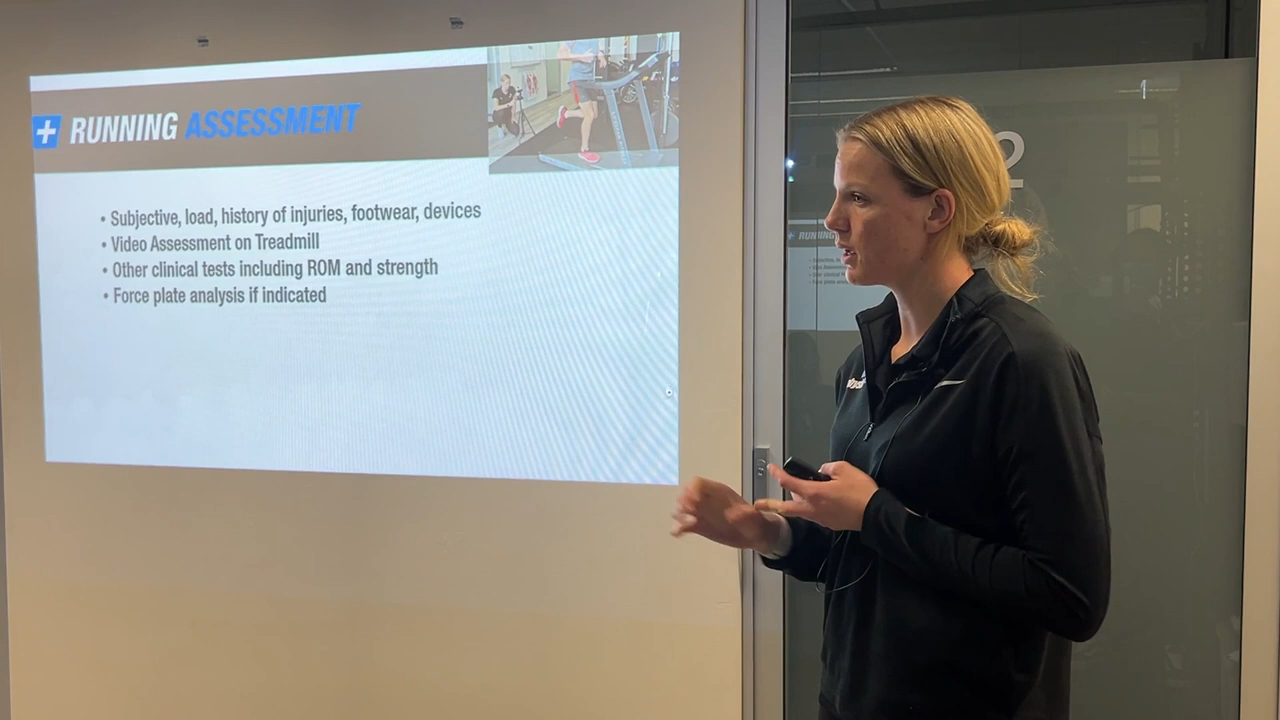 RUNNING ASSESSMENT
• Subjective, load, history of injuries, footwear, devices
• Video Assessment on Treadmill
• Other clinical tests including ROM and strength
• Force plate analysis if indicated
2